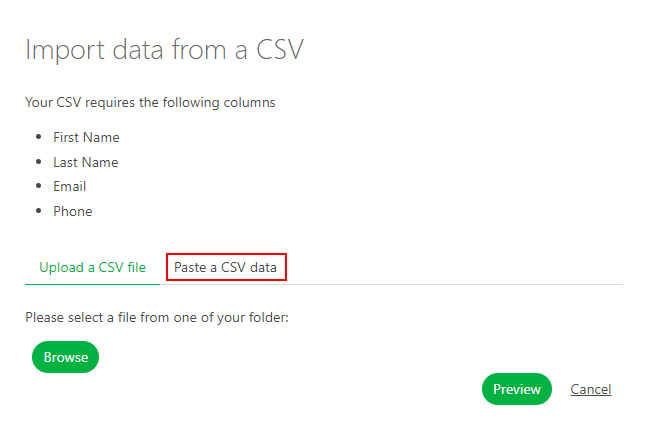 Import data from a CSV
Your CSV requires the following columns
First Name
Last Name
Email
Phone
Upload a CSV file Paste a CSV data
Please select a file from one of your folder:
Browse
Preview Cancel